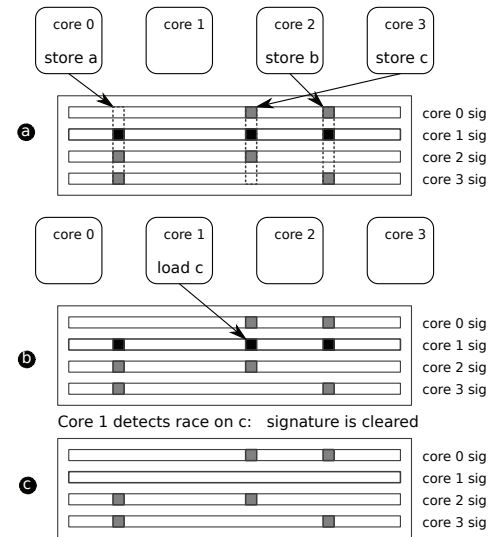 core 0 core 1 core 2 core 3
store a store b store c
core 0 sig
a core 1 sig
core 2 sig
core 3 sig
core 0 core 1 core 2 core 3
load c
core 0 sig
core 1 sig
b core 2 sig
core 3 sig
Core 1 detects race on c: signature is cleared
core 0 sig
core 1 sig
c core 2 sig
core 3 sig